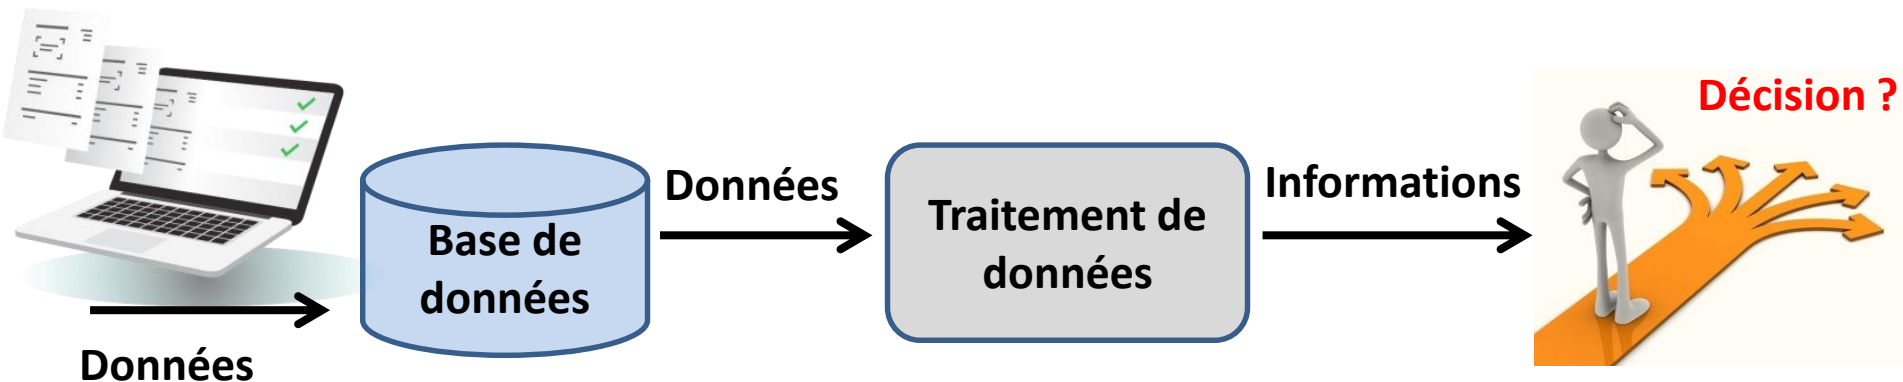 Données
Base de
données
Données
Traitement de
données
Informations
Décision ?